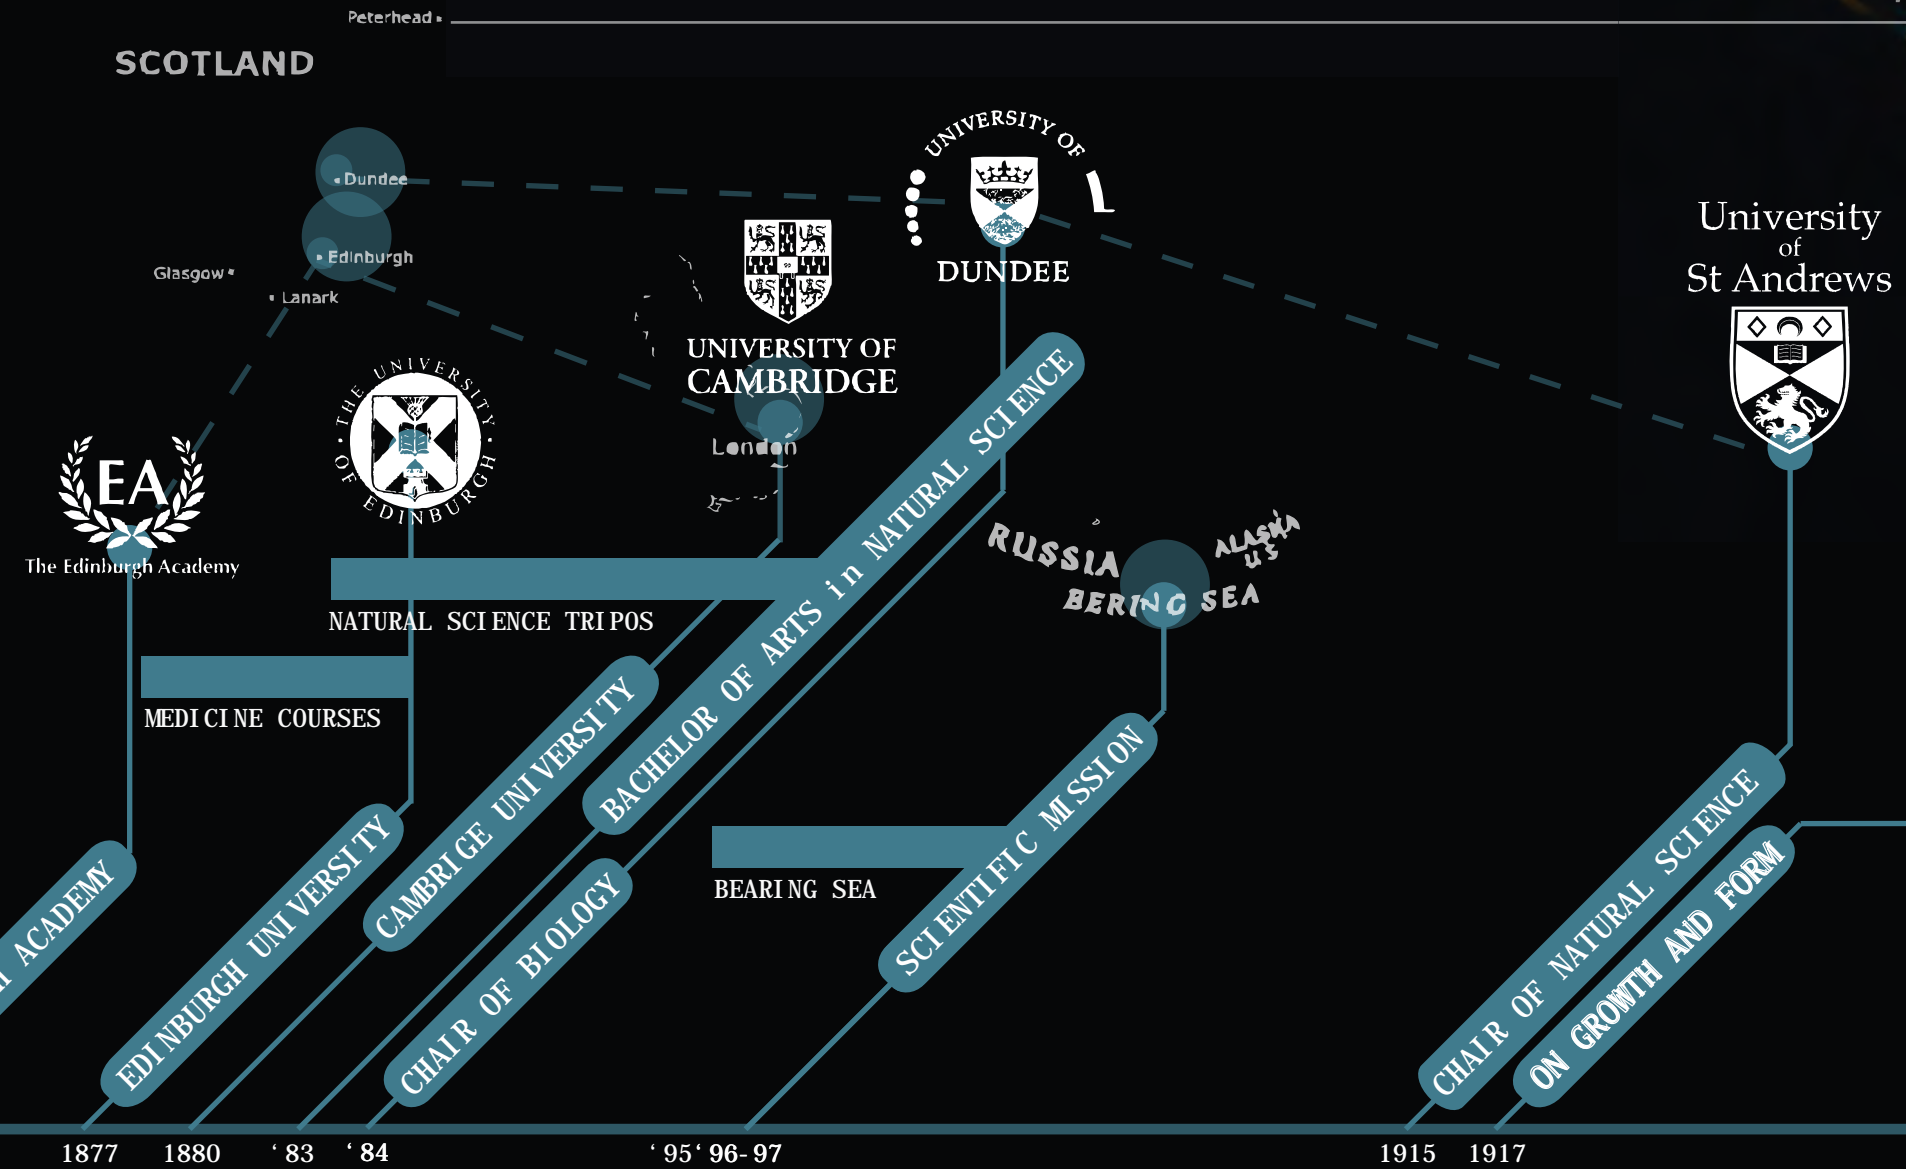 Peterhead
SCOTLAND
UNIVERSITY OF
DUNDEE
Dundee
Edinburgh
Glasgow
Lanark
University
of
St Andrews
UNIVERSITY OF
CAMBRIDGE
London
THE UNIVERSITY
OF EDINBURGH
EA
The Edinburgh Academy
RUSSIA
ALASKA
U S
BERING SEA
NATURAL SCIENCE TRIPOS
MEDICINE COURSES
BEARING SEA
ACADEMY
EDINBURGH UNIVERSITY
CAMBRIGE UNIVERSITY
BACHELOR OF ARTS in NATURAL SCIENCE
CHAIR OF BIOLOGY
SCIENTIFIC MISSION
CHAIR OF NATURAL SCIENCE
ON GROWTH AND FORM
1877 1880 ‘83 ‘84 ‘95 ‘96-97 1915 1917